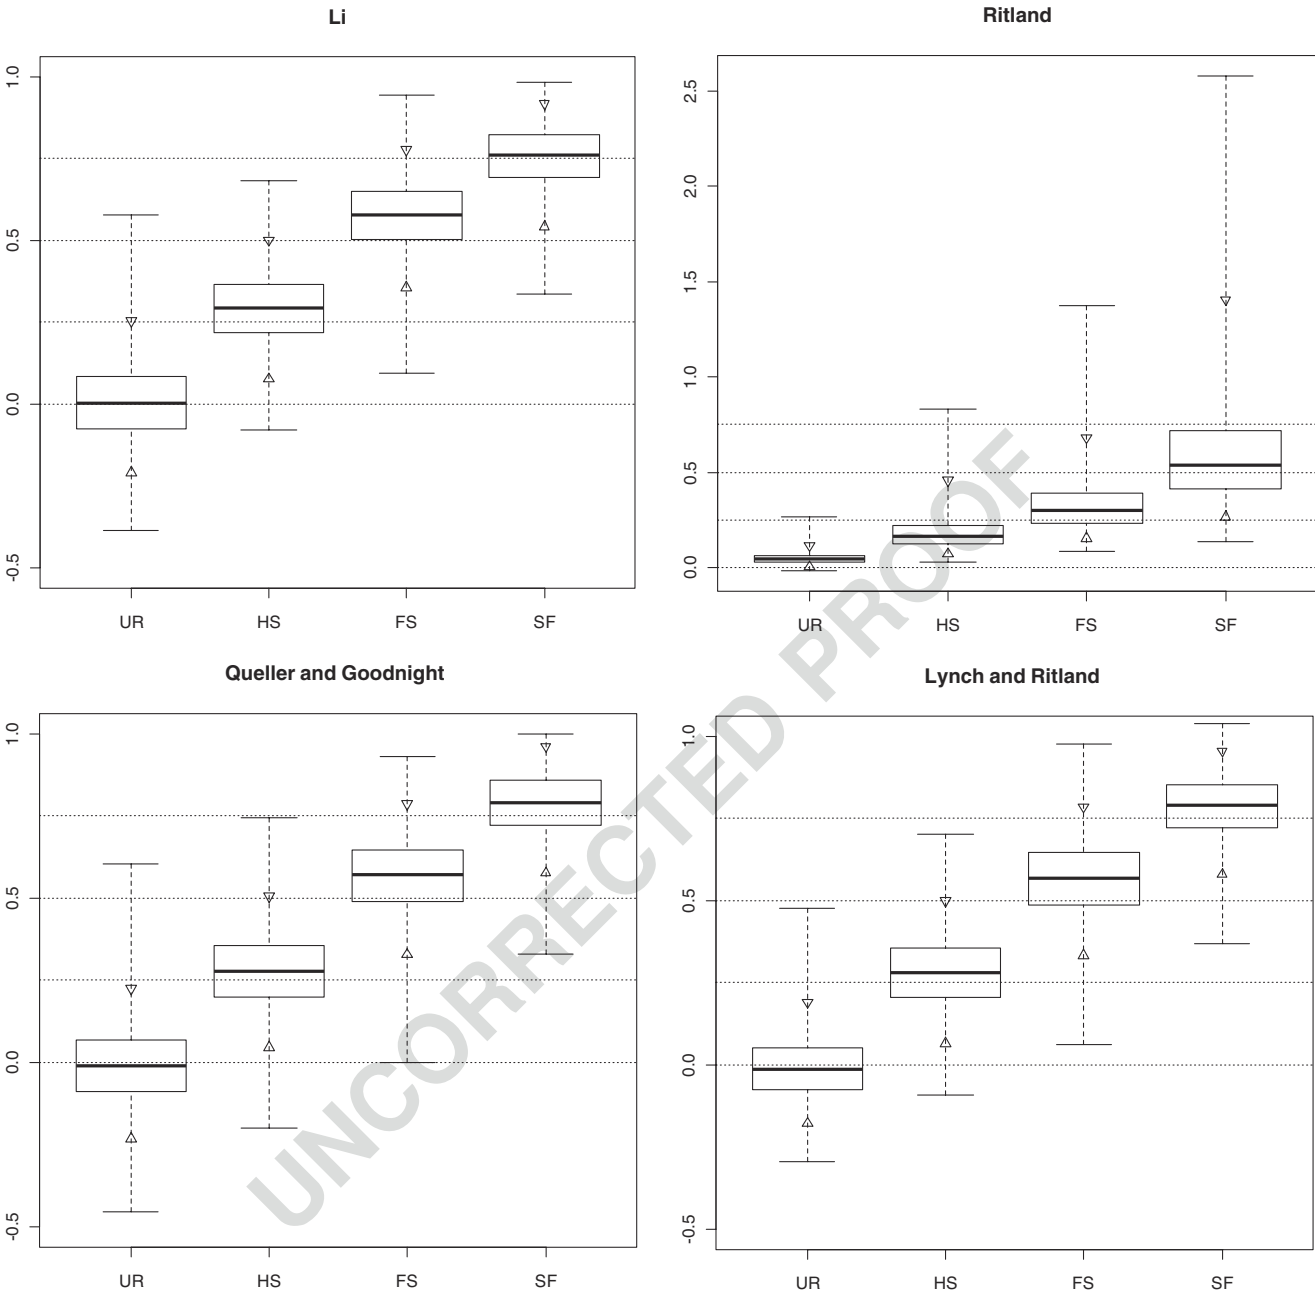 Li
1.0
0.5
0.0
-0.5
UR HS FS SF
Ritland
2.5
2.0
1.5
1.0
0.5
0.0
UR HS FS SF
Queller and Goodnight
1.0
0.5
0.0
-0.5
UR HS FS SF
Lynch and Ritland
1.0
0.5
0.0
-0.5
UR HS FS SF
UNCORRECTED PROOF